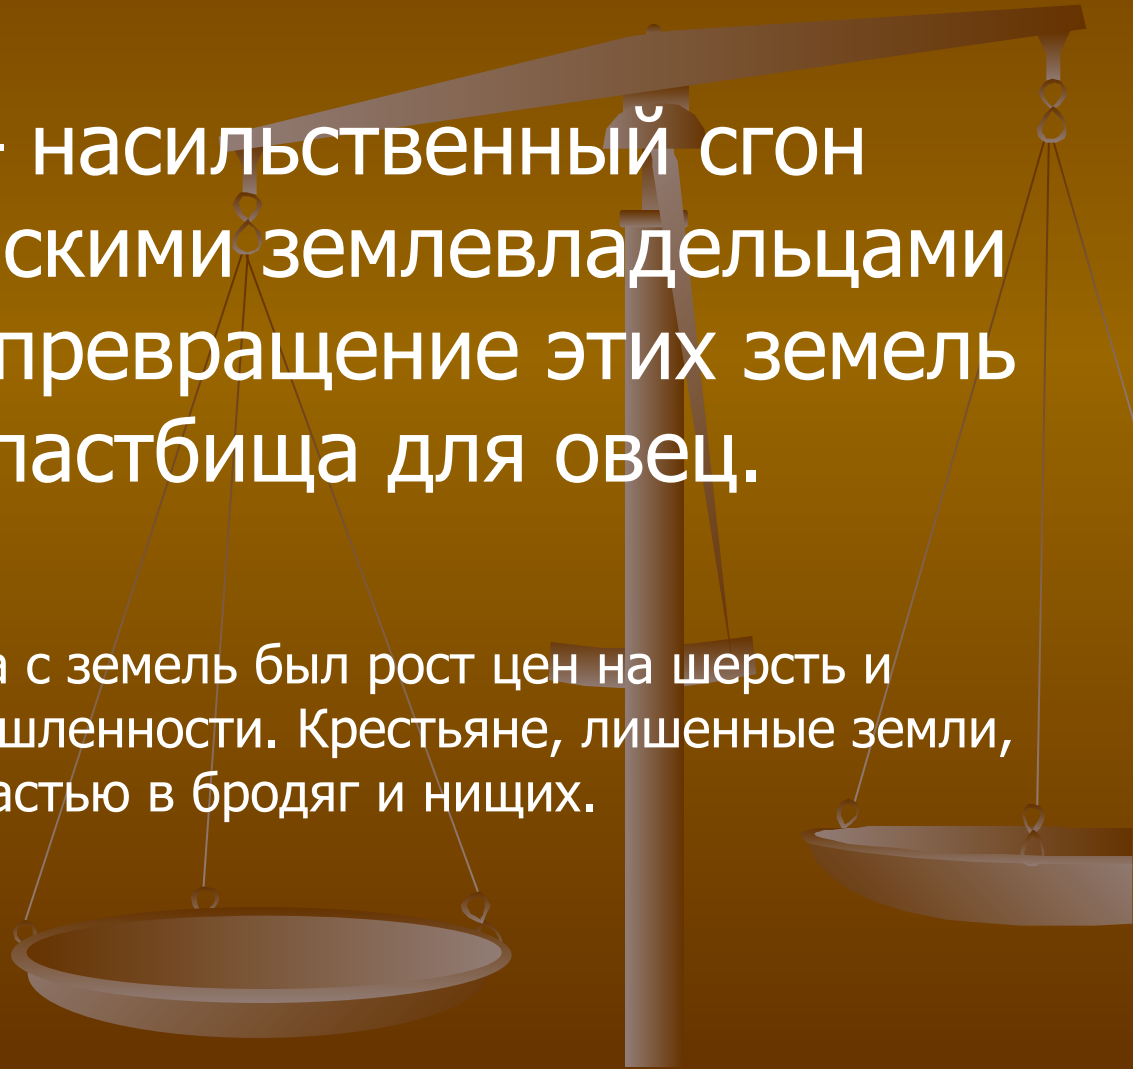 - насильственный сгон
скими землевладельцами
превращение этих земель
пастбища для овец.
а с земель был рост цен на шерсть и
шленности. Крестьяне, лишенные земли,
астью в бродяг и нищих.